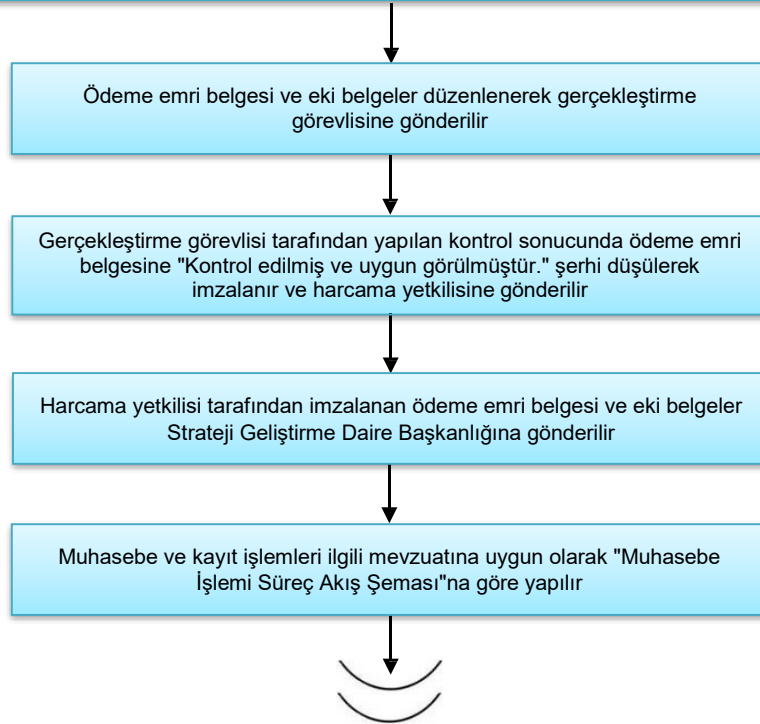 Ödeme emri belgesi ve eki belgeler düzenlenerek gerçekleştirme
görevlisine gönderilir
Gerçekleştirme görevlisi tarafından yapılan kontrol sonucunda ödeme emri
belgesine "Kontrol edilmiş ve uygun görülmüştür." şerhi düşülerek
imzalanır ve harcama yetkilisine gönderilir
Harcama yetkilisi tarafından imzalanan ödeme emri belgesi ve eki belgeler
Strateji Geliştirme Daire Başkanlığına gönderilir
Muhasebe ve kayıt işlemleri ilgili mevzuatına uygun olarak "Muhasebe
İşlemi Süreç Akış Şeması"na göre yapılır